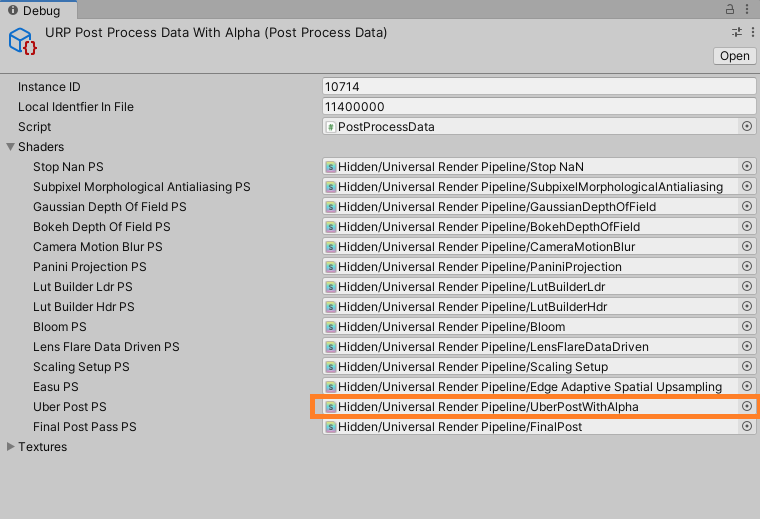 Debug
URP Post Process Data With Alpha (Post Process Data)
Open
Instance ID 10714
Local Identfier In File 11400000
Script # PostProcessData
Shaders
Stop Nan PS S Hidden/Universal Render Pipeline/Stop NaN
Subpixel Morphological Antialiasing PS S Hidden/Universal Render Pipeline/SubpixelMorphologicalAntialiasing
Gaussian Depth Of Field PS S Hidden/Universal Render Pipeline/GaussianDepthOfField
Bokeh Depth Of Field PS S Hidden/Universal Render Pipeline/BokehDepthOfField
Camera Motion Blur PS S Hidden/Universal Render Pipeline/CameraMotionBlur
Panini Projection PS S Hidden/Universal Render Pipeline/PaniniProjection
Lut Builder Ldr PS S Hidden/Universal Render Pipeline/LutBuilderLdr
Lut Builder Hdr PS S Hidden/Universal Render Pipeline/LutBuilderHdr
Bloom PS S Hidden/Universal Render Pipeline/Bloom
Lens Flare Data Driven PS S Hidden/Universal Render Pipeline/LensFlareDataDriven
Scaling Setup PS S Hidden/Universal Render Pipeline/Scaling Setup
Easu PS S Hidden/Universal Render Pipeline/Edge Adaptive Spatial Upsampling
Uber Post PS S Hidden/Universal Render Pipeline/UberPostWithAlpha
Final Post Pass PS S Hidden/Universal Render Pipeline/FinalPost
Textures